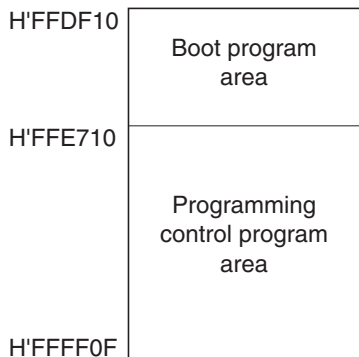 H'FFDF10
Boot program
area
H'FFE710
Programming
control program
area
H'FFFF0F